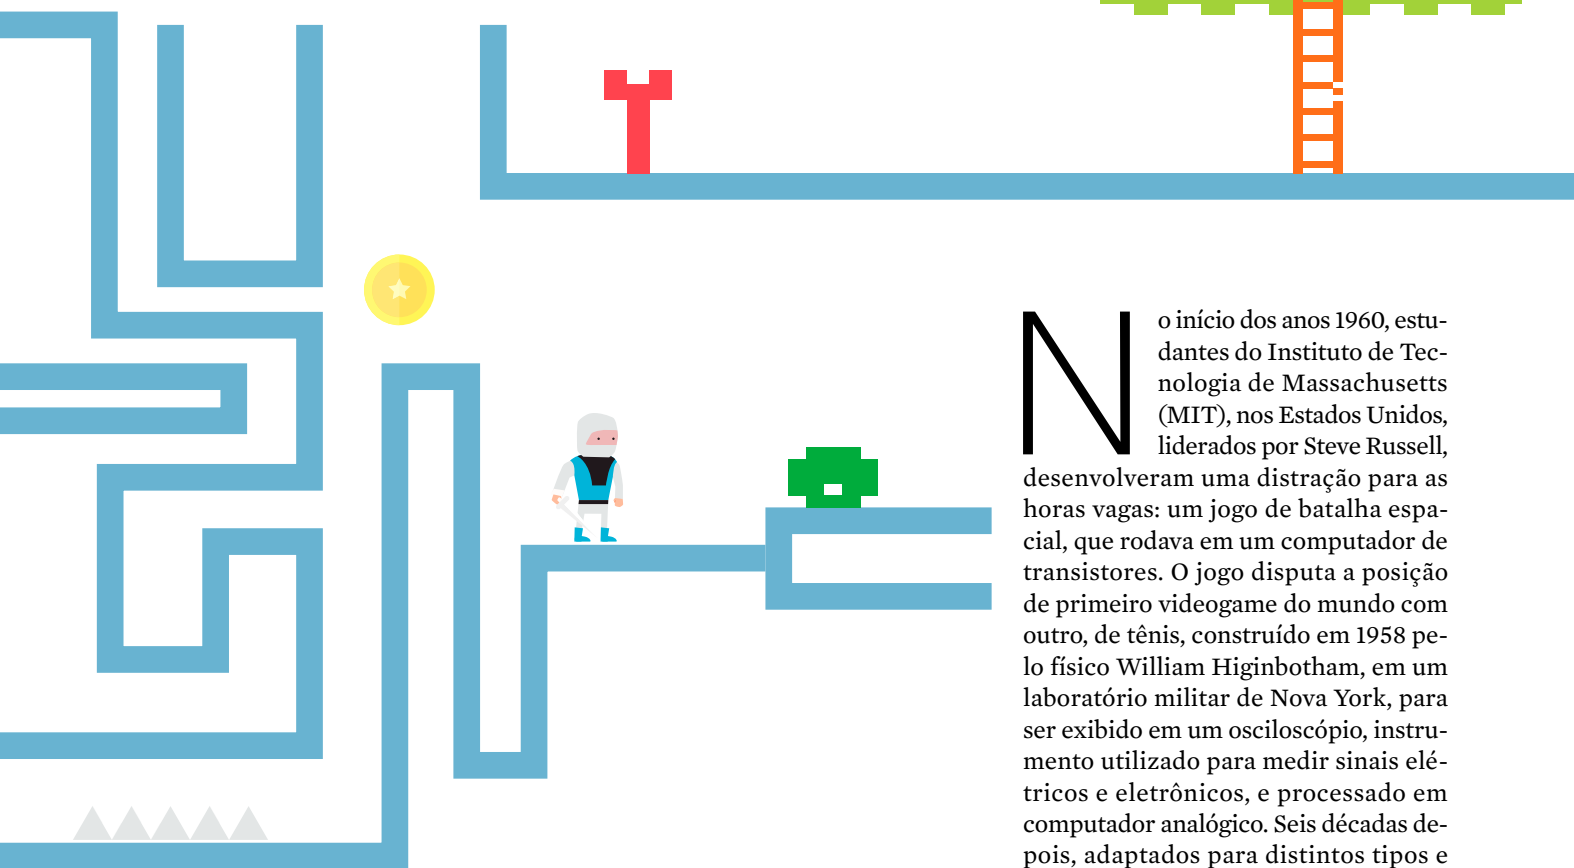 No início dos anos 1960, estu-
dantes do Instituto de Tec-
nologia de Massachusetts
(MIT), nos Estados Unidos,
liderados por Steve Russell,
desenvolveram uma distração para as
horas vagas: um jogo de batalha espa-
cial, que rodava em um computador de
transistores. O jogo disputa a posição
de primeiro videogame do mundo com
outro, de tênis, construído em 1958 pe-
lo físico William Higinbotham, em um
laboratório militar de Nova York, para
ser exibido em um osciloscópio, instru-
mento utilizado para medir sinais elé-
tricos e eletrônicos, e processado em
computador analógico. Seis décadas de-
pois, adaptados para distintos tipos e